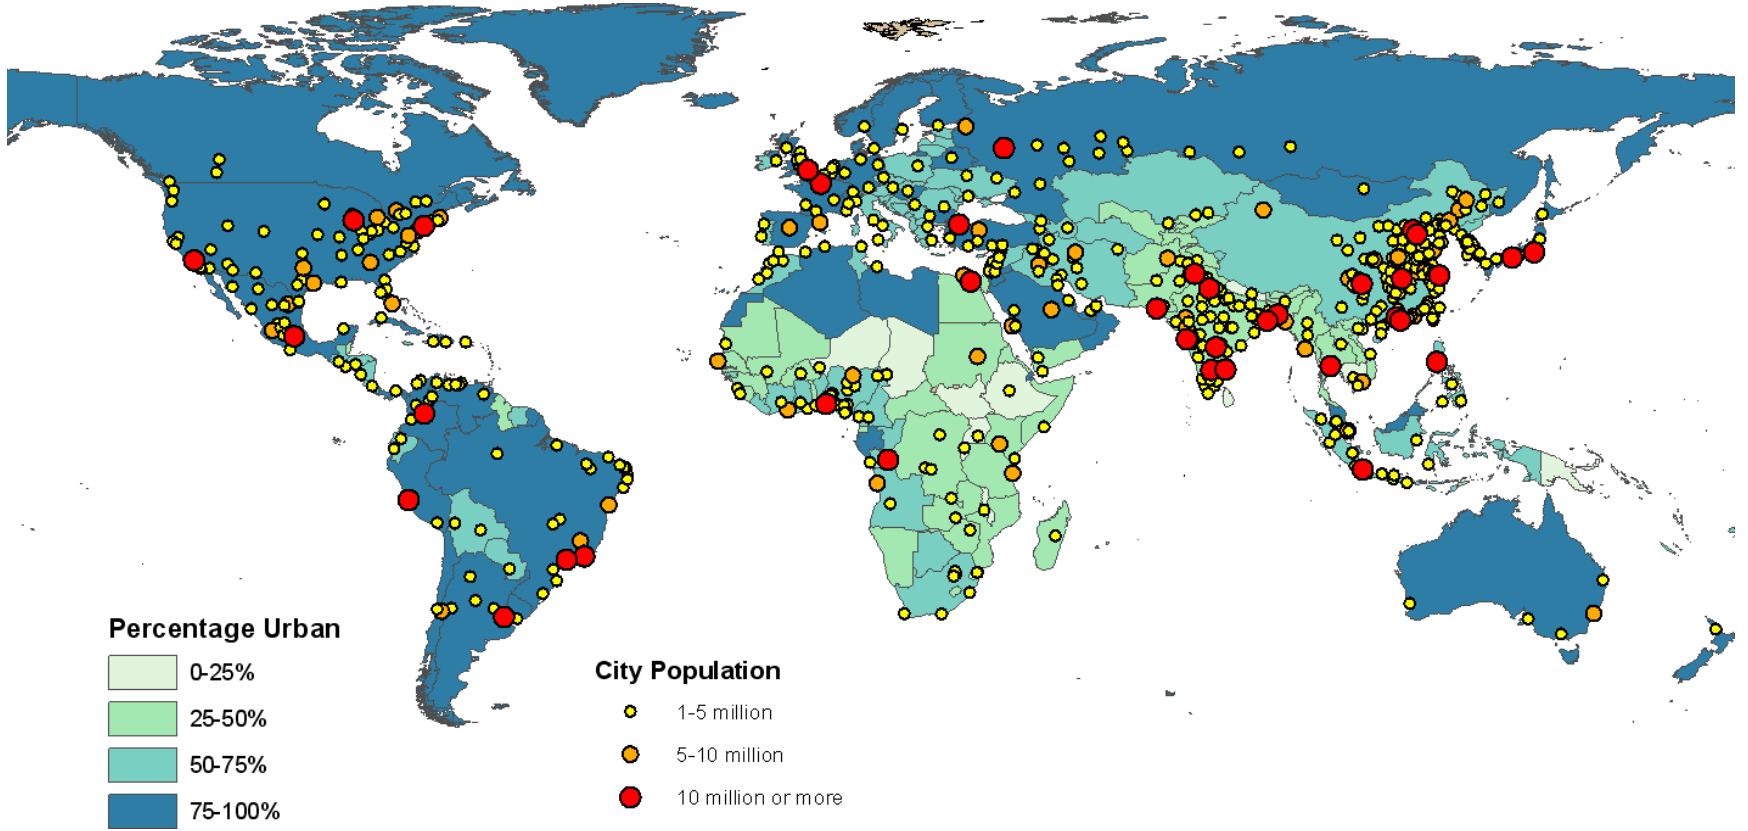 Percentage Urban
0-25%
25-50%
50-75%
75-100%
City Population
1-5 million
5-10 million
10 million or more